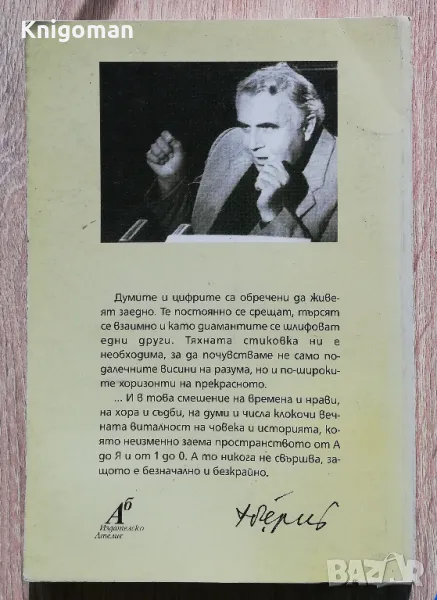 Knigoman
Думите и цифрите са обречени да живе-
ят заедно. Те постоянно се срещат, търсят
се взаимно и като диамантите се шлифоват
едни други. Тяхната стиковка ни е
необходима, за да почувстваме не само по-
далечните висини на разума, но и по-широки-
те хоризонти на прекрасното.
... И в това смешение на времена и нрави,
на хора и съдби, на думи и числа клокочи веч-
ната виталност на човека и историята, ко-
ято неизменно заема пространството от А
до Я и от 1 до 0. А то никога не свършва, за-
щото е безначално и безкрайно.
Аб
Издателско
Ателие
BAZAR